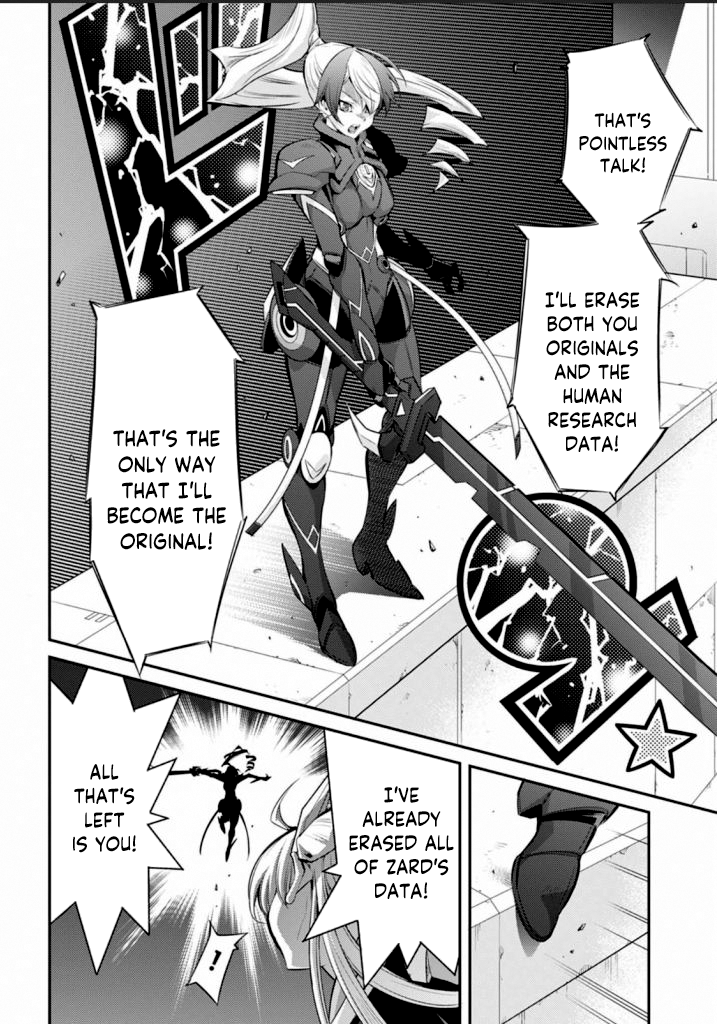 THAT'S
POINTLESS
TALK!
I'LL ERASE
BOTH YOU
ORIGINALS
AND THE
HUMAN
RESEARCH
DATA!
THAT'S THE
ONLY WAY
THAT I'LL
BECOME THE
ORIGINAL!
I'VE
ALREADY
ERASED ALL
OF ZARD'S
DATA!
ALL
THAT'S
LEFT
IS YOU!
!